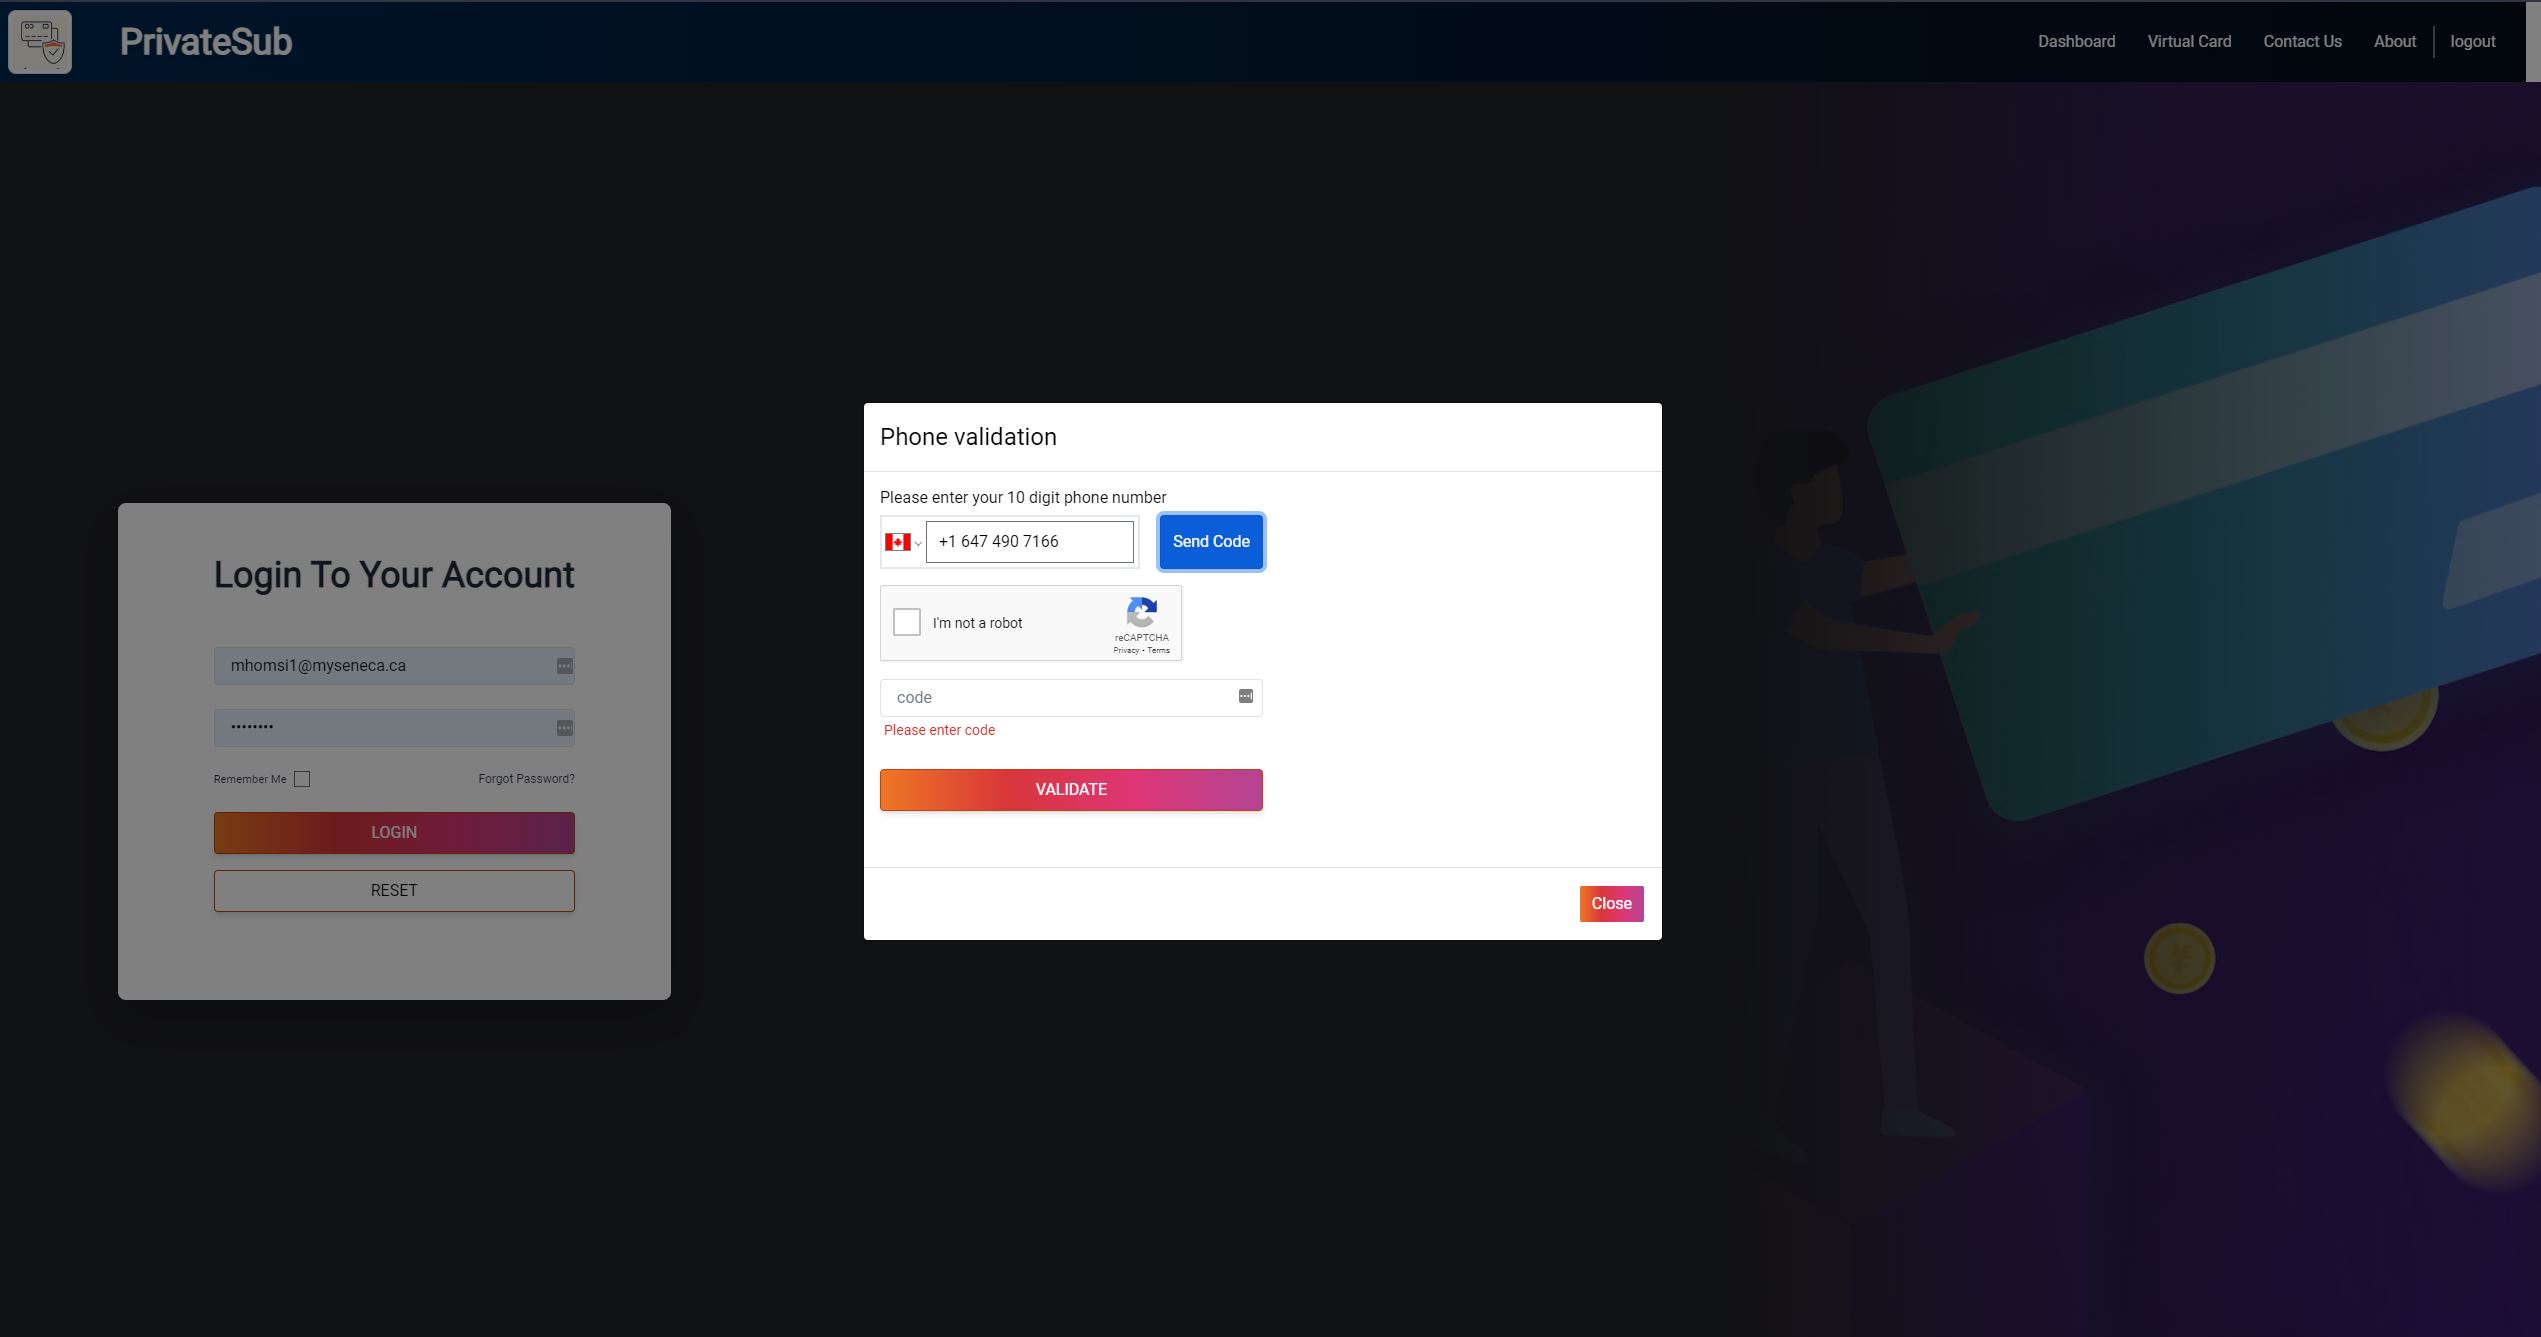 PrivateSub
Dashboard
Virtual Card
Contact Us
About
logout
Login To Your Account
mhomsi1@myseneca.ca
••••••••
Remember Me
Forgot Password?
LOGIN
RESET
Phone validation
Please enter your 10 digit phone number
+1 647 490 7166
Send Code
I'm not a robot
reCAPTCHA
Privacy - Terms
code
Please enter code
VALIDATE
Close
¥